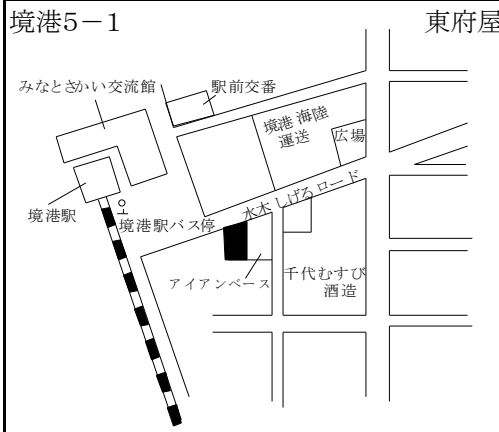 境港5－1
東府屋
みなとさかい交流館
駅前交番
境港 海陸
運送
広場
水木しげるロード
境港駅
境港駅バス停
アイアンベース
千代むすび
酒造